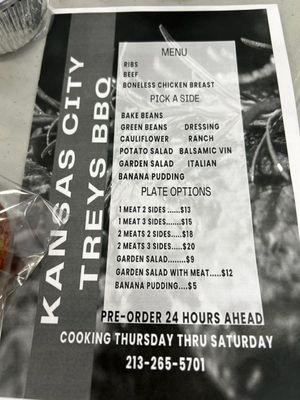 KANSAS CITY
TREYS BBQ
MENU
RIBS
BEEF
BONELESS CHICKEN BREAST
PICK A SIDE
BAKE BEANS
GREEN BEANS DRESSING
CAULIFLOWER RANCH
POTATO SALAD BALSAMIC VIN
GARDEN SALAD ITALIAN
BANANA PUDDING
PLATE OPTIONS
1 MEAT 2 SIDES .....$13
1 MEAT 3 SIDES.....$15
2 MEATS 2 SIDES.....$18
2 MEATS 3 SIDES.....$20
GARDEN SALAD.......$9
GARDEN SALAD WITH MEAT.....$12
BANANA PUDDING....$5
PRE-ORDER 24 HOURS AHEAD
COOKING THURSDAY THRU SATURDAY
213-265-5701